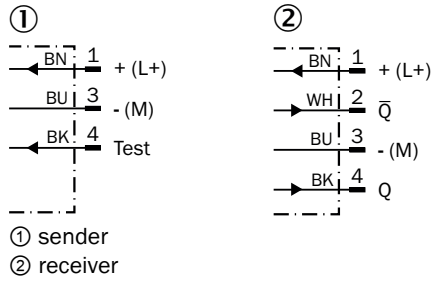 ① ②
BN 1 + (L+)
BU 3 - (M)
BK 4 Test
BN 1 + (L+)
WH 2 Q̅
BU 3 - (M)
BK 4 Q
① sender
② receiver